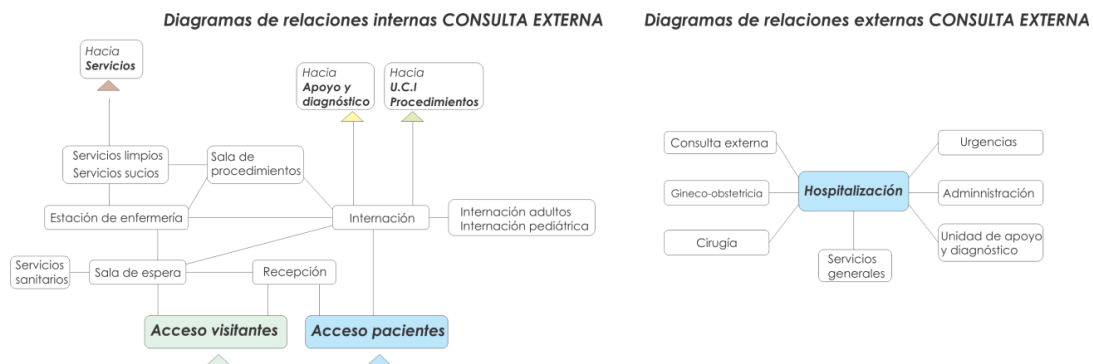 Diagramas de relaciones internas CONSULTA EXTERNA
Diagramas de relaciones externas CONSULTA EXTERNA
Hacia
Servicios
Hacia
Apoyo y
diagnóstico
Hacia
U.C.I
Procedimientos
Servicios limpios
Servicios sucios
Sala de
procedimientos
Estación de enfermería
Internación
Internación adultos
Internación pediátrica
Servicios
sanitarios
Sala de espera
Recepción
Acceso visitantes
Acceso pacientes
Consulta externa
Gineco-obstetricia
Cirugía
Hospitalización
Servicios
generales
Urgencias
Adminnistración
Unidad de apoyo
y diagnóstico